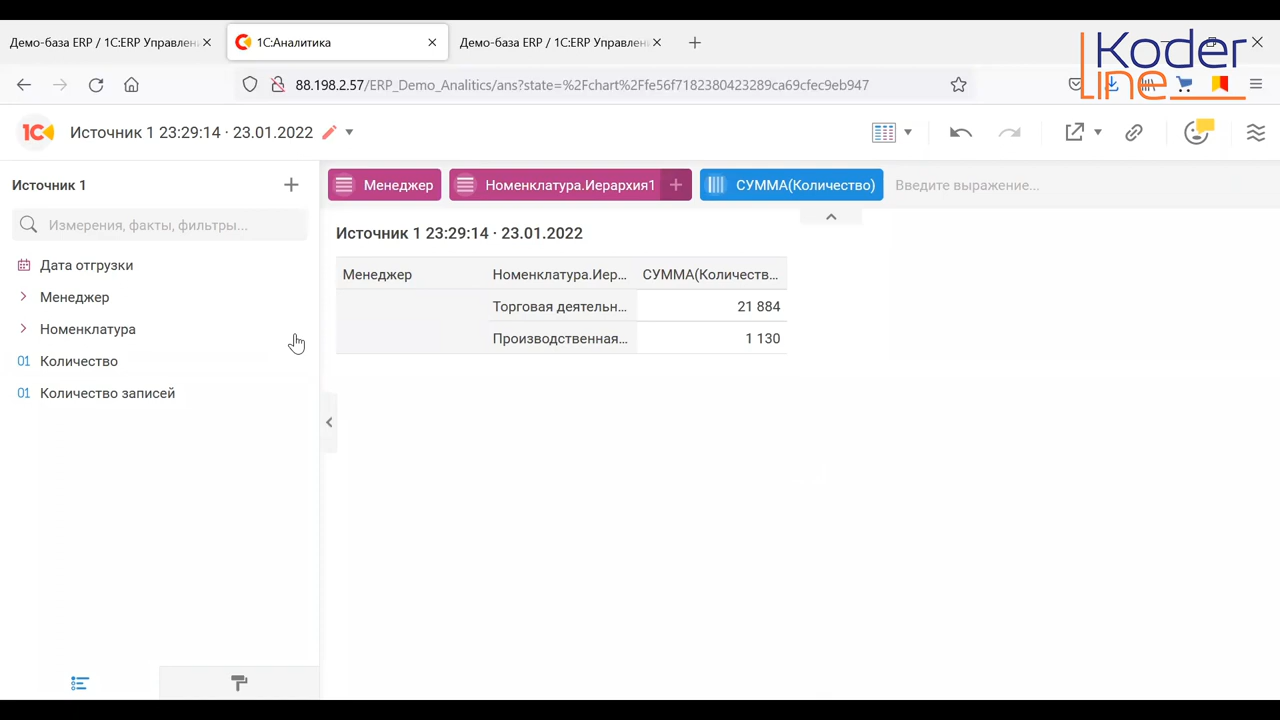 Демо-база ERP / 1C:ERP Управлен
1С:Аналитика
Демо-база ERP / 1C:ERP Управлен
Koder
line
88.198.2.57/ERP_Demo_Analitics/ans?state=%2Fchart%2Ffe56f7182380423289ca69cfec9eb947
1С
Источник 1 23:29:14 · 23.01.2022
Источник 1
Менеджер
Номенклатура.Иерархия1
СУММА(Количество)
Введите выражение...
Измерения, факты, фильтры...
Источник 1 23:29:14 · 23.01.2022
Дата отгрузки
Менеджер
Номенклатура
01 Количество
01 Количество записей
Менеджер Номенклатура.Иер... СУММА(Количеств...
Торговая деятельн... 21 884
Производственная... 1 130